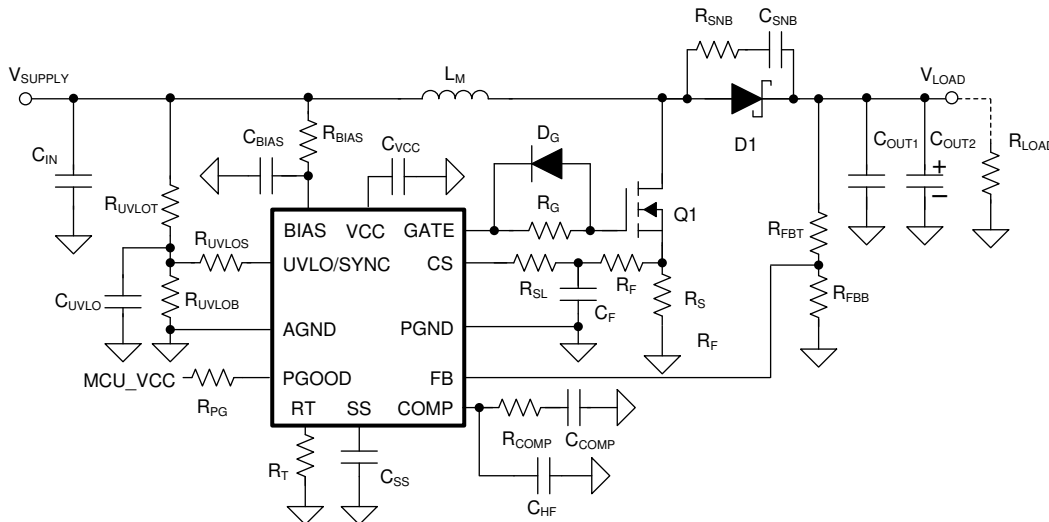 RSNB
CSNB
VSUPPLY
LM
VLOAD
D1
CIN
CBIAS
RBIAS
CVCC
DG
COUT1
COUT2
RLOAD
+
−
RUVLOT
RG
Q1
BIAS
VCC
GATE
RFBT
RUVLOS
UVLO/SYNC
CS
RSL
RF
RS
CUVLO
RUVLOB
CF
RFBB
AGND
PGND
RF
MCU_VCC
PGOOD
FB
RPG
RT
SS
COMP
RCOMP
CCOMP
RT
CSS
CHF